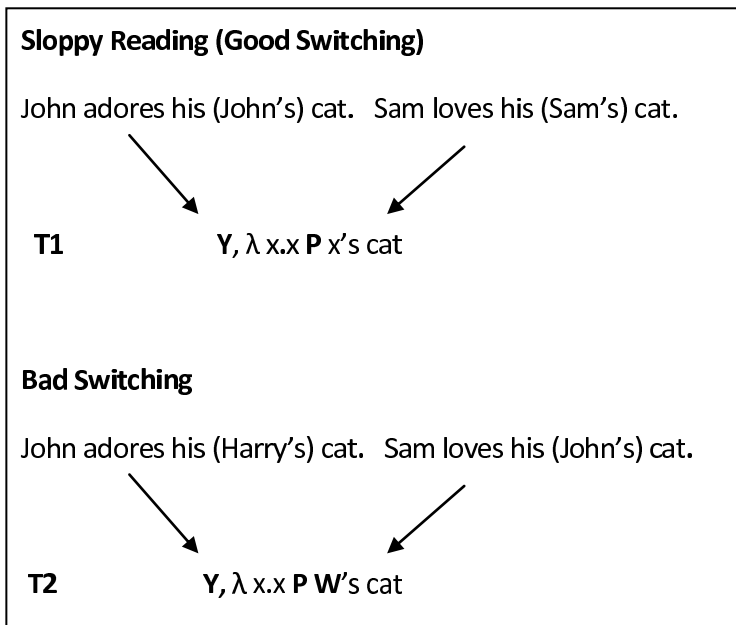 Sloppy Reading (Good Switching)
John adores his (John's) cat. Sam loves his (Sam's) cat.
T1 Y, λ x.x P x's cat
Bad Switching
John adores his (Harry's) cat. Sam loves his (John's) cat.
T2 Y, λ x.x P W's cat